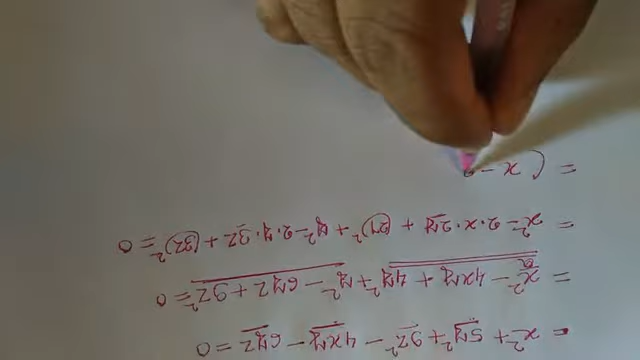 = x² + 5y² + 9z² - 4xy - 6yz = 0
= x² - 4xy + 4y² + y² - 6yz + 9z² = 0
= x² - 2·x·2y + (2y)² + y² - 2·y·3z + (3z)² = 0
= (x -